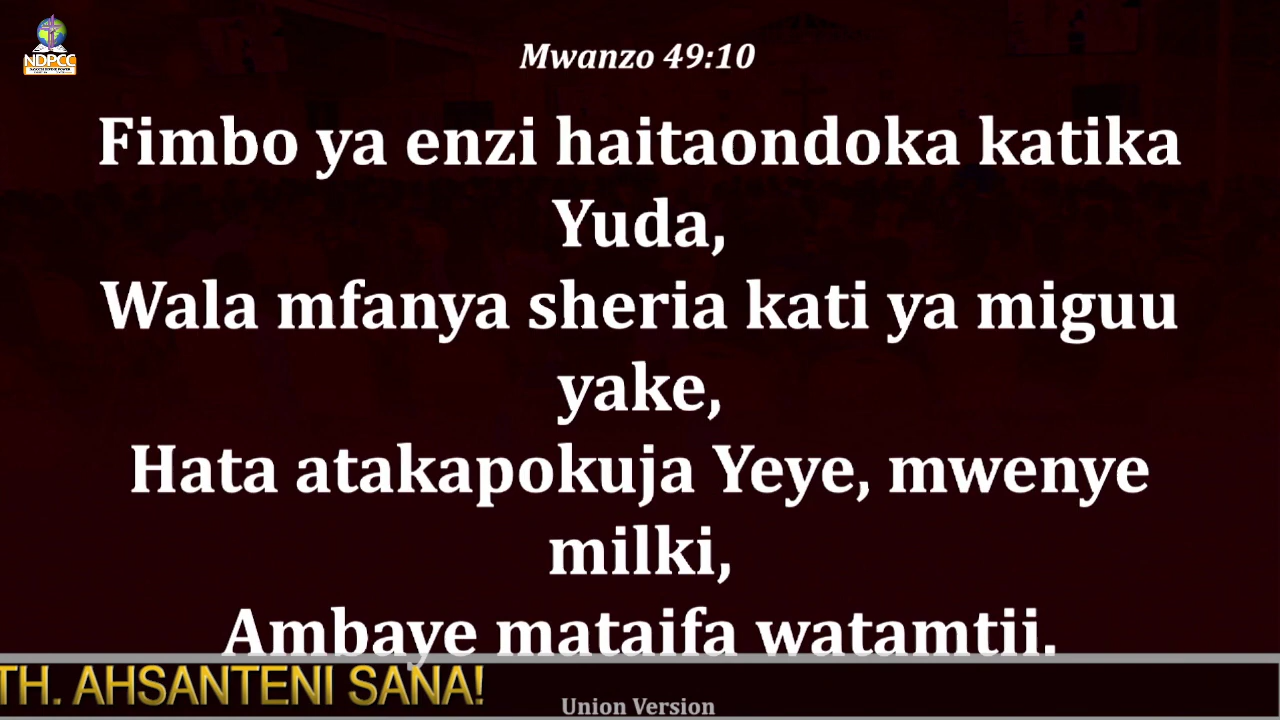 NDPCC
Mwanzo 49:10
Fimbo ya enzi haitaondoka katika
Yuda,
Wala mfanya sheria kati ya miguu
yake,
Hata atakapokuja Yeye, mwenye
milki,
Ambaye mataifa watamtii.
TH. AHSANTENI SANA!
Union Version